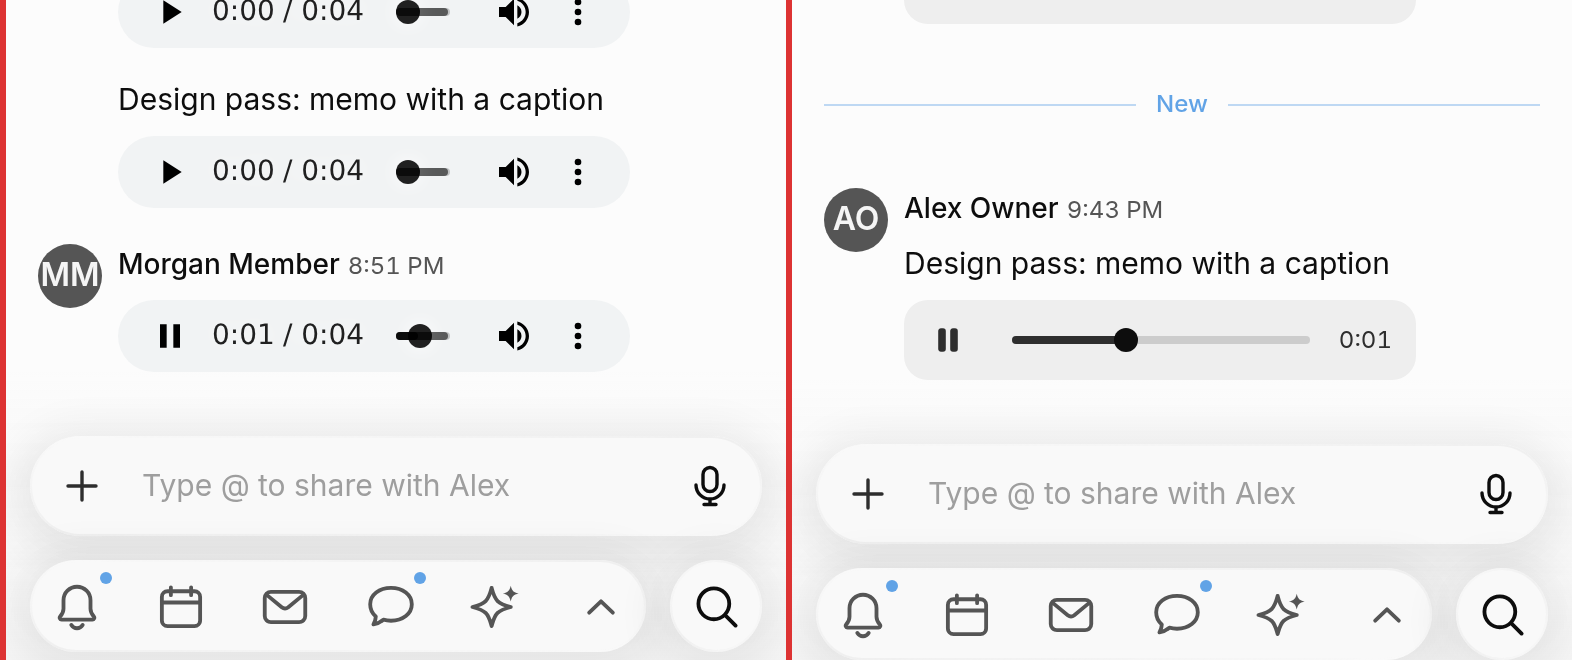 0:00 / 0:04
Design pass: memo with a caption
0:00 / 0:04
MM
Morgan Member 8:51 PM
0:01 / 0:04
Type @ to share with Alex
New
AO
Alex Owner 9:43 PM
Design pass: memo with a caption
0:01
Type @ to share with Alex